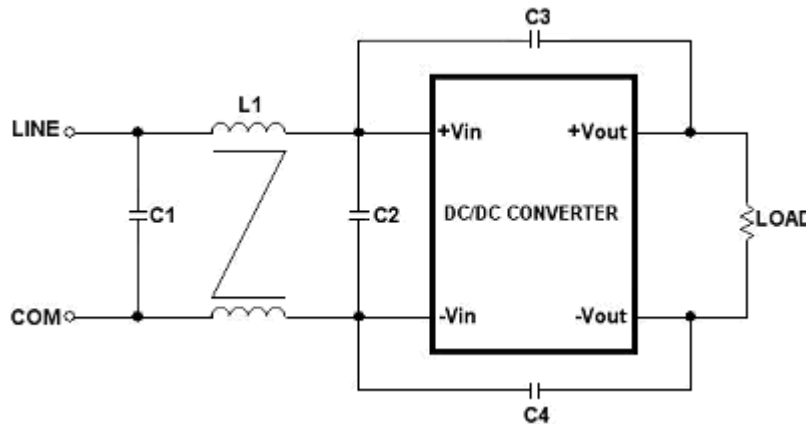 C3
L1
LINE
+Vin
+Vout
C1
C2
DC/DC CONVERTER
LOAD
COM
-Vin
-Vout
C4